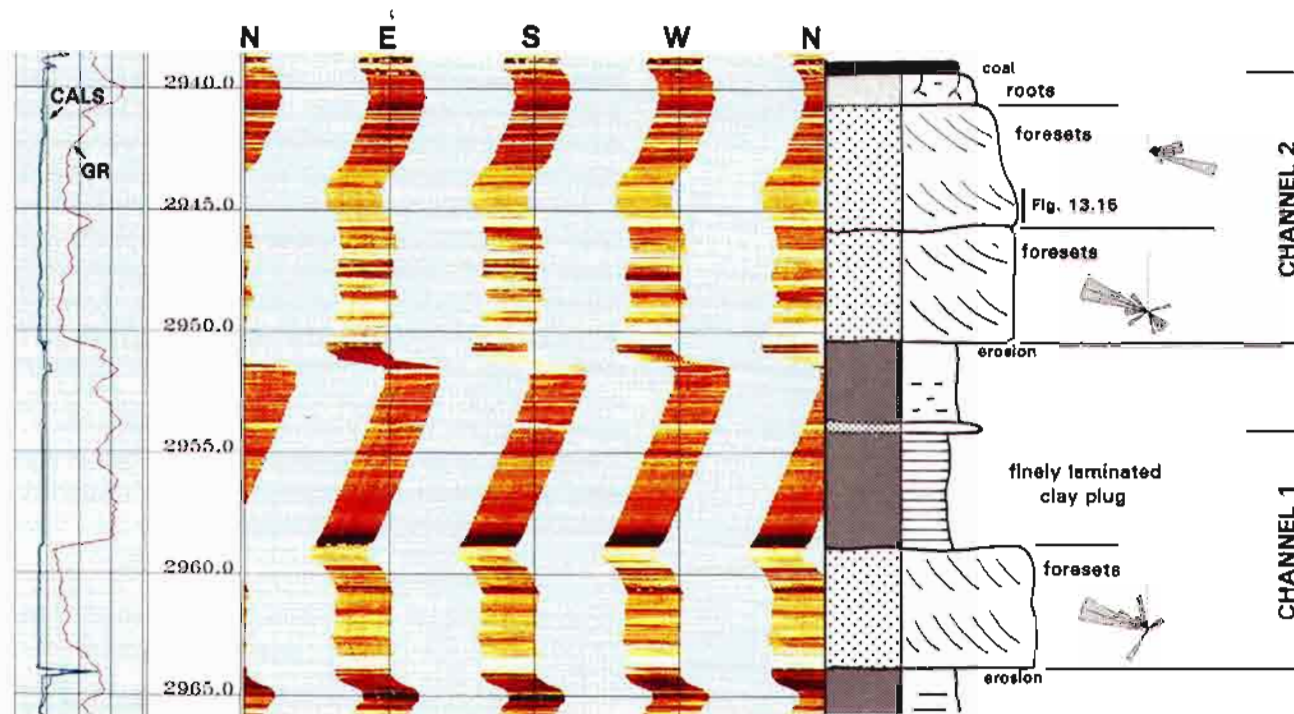 N E S W N
coal
2940.0
CALS
roots
foresets
GR
Fig. 13.15
2945.0
CHANNEL 2
foresets
2950.0
erosion
2955.0
finely laminated
clay plug
CHANNEL 1
2960.0
foresets
erosion
2965.0